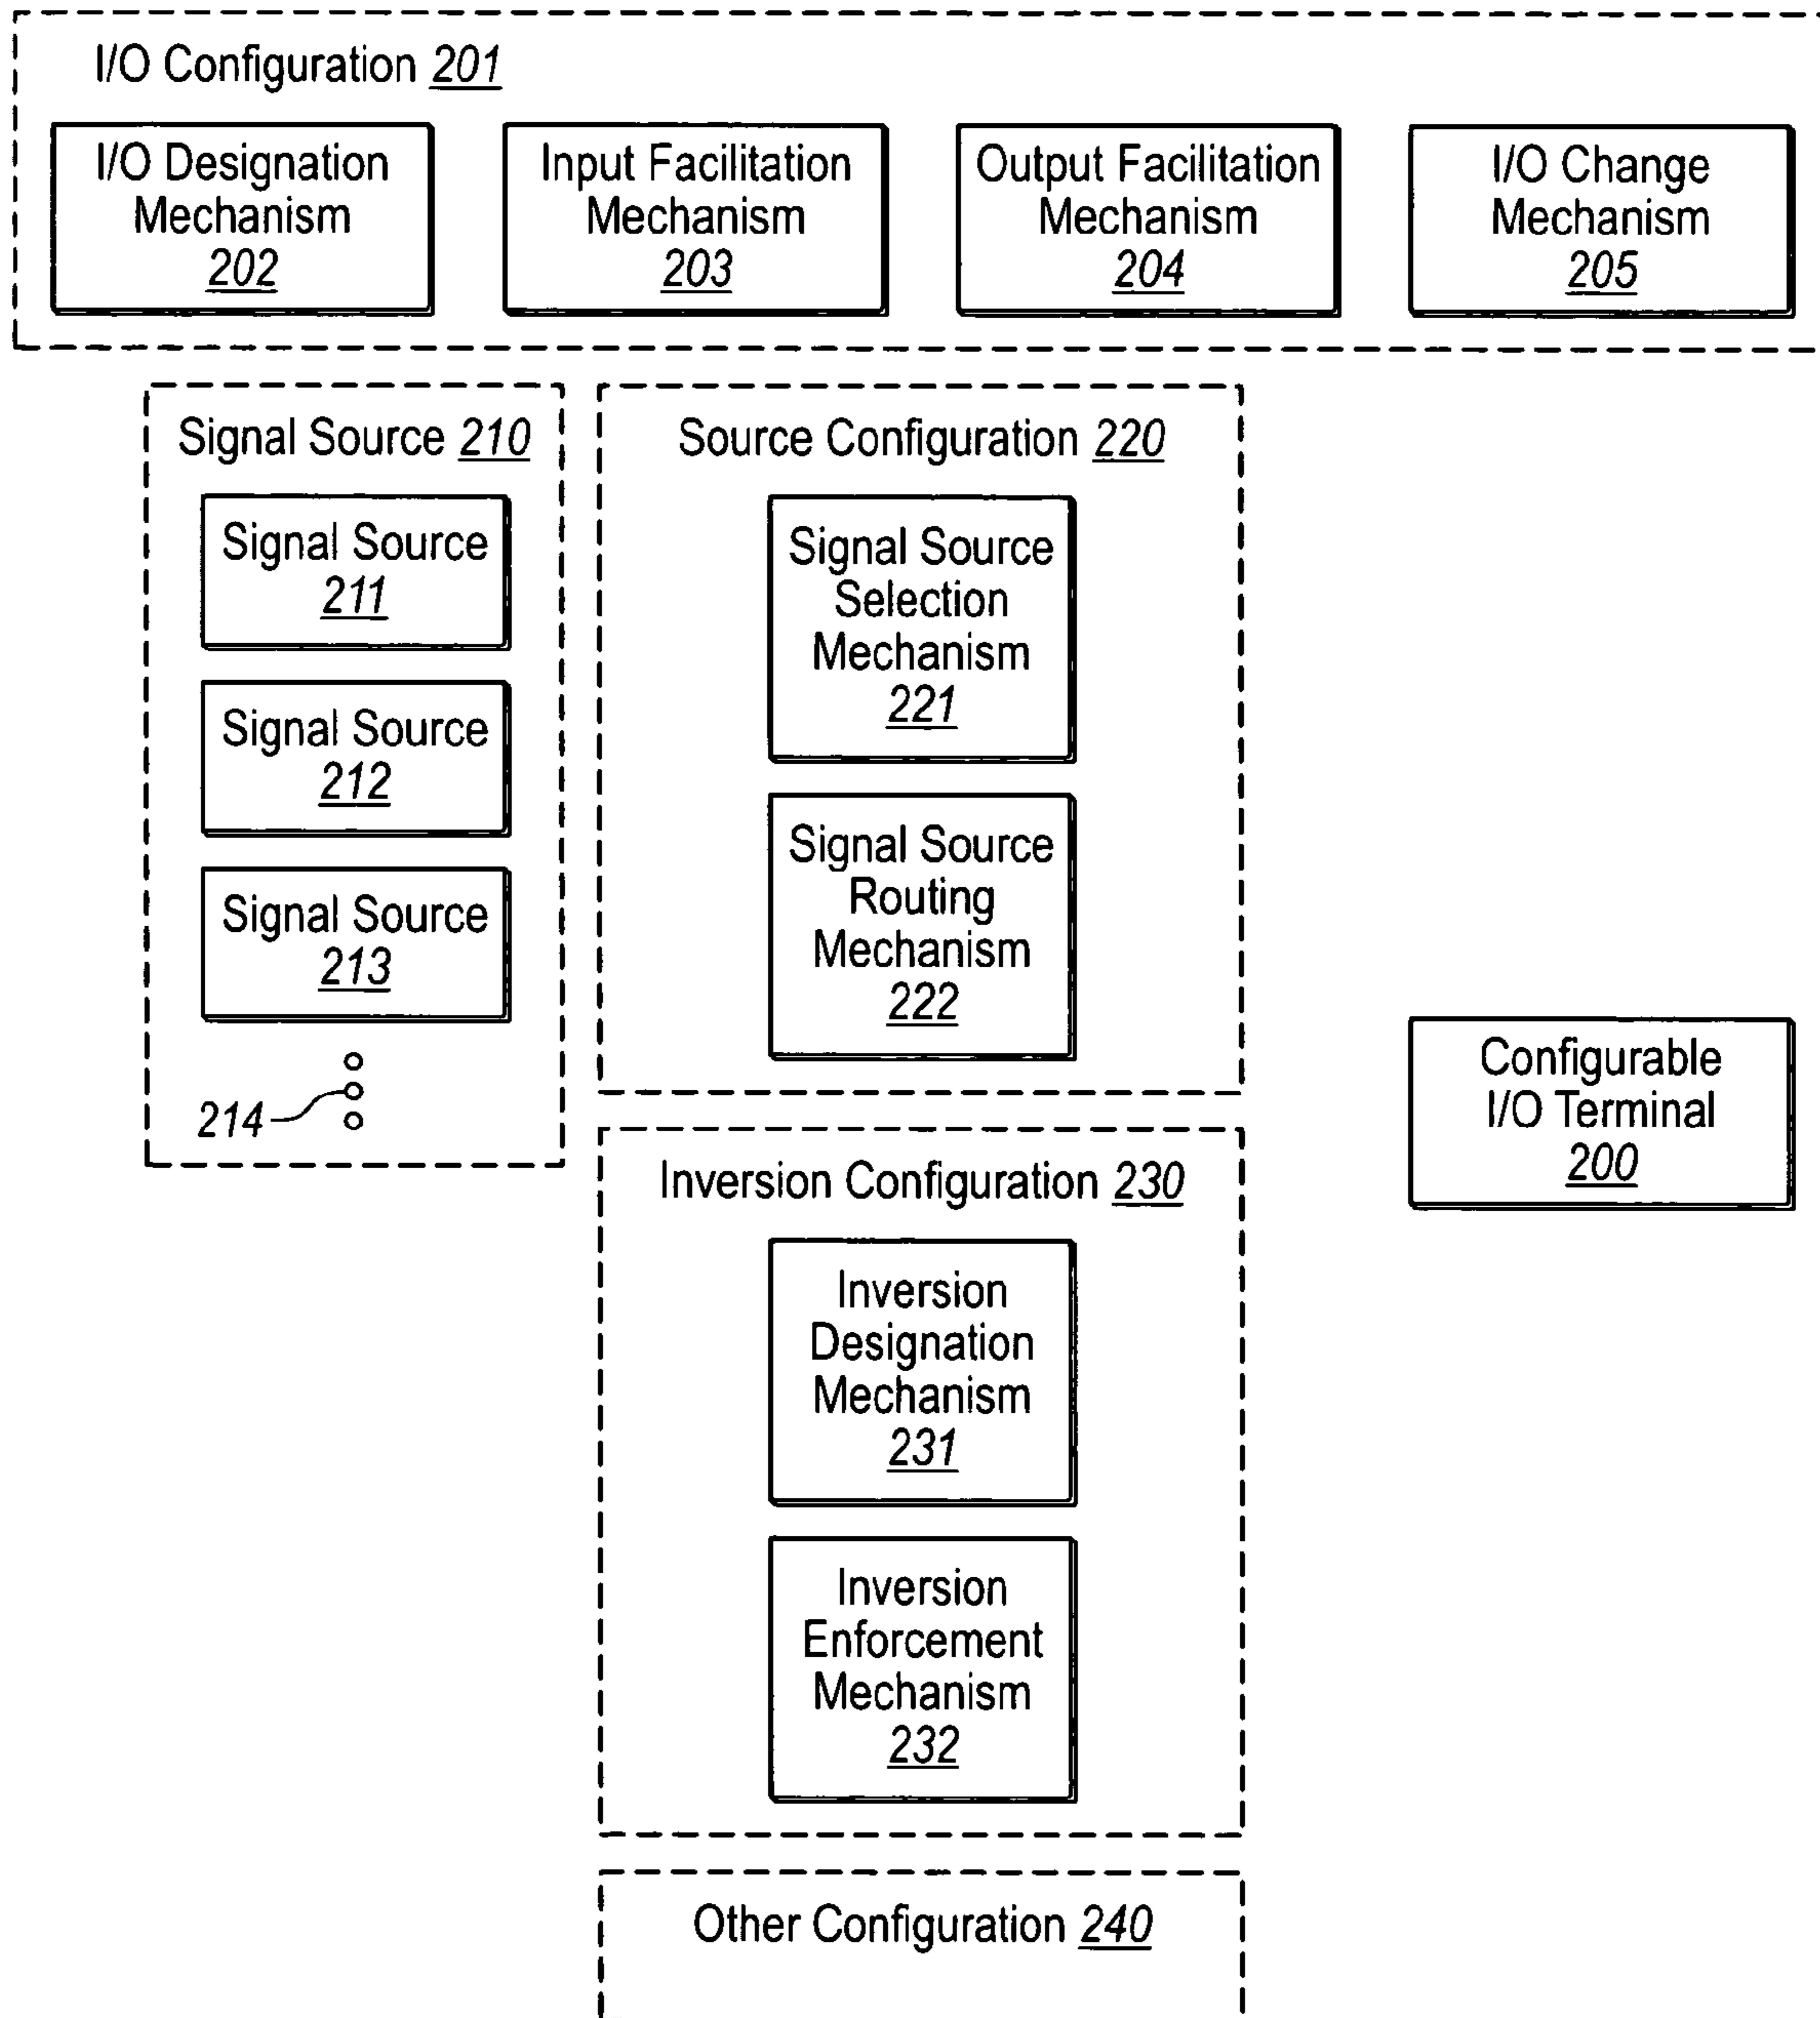 I/O Configuration 201
I/O Designation
Mechanism
202
Input Facilitation
Mechanism
203
Output Facilitation
Mechanism
204
I/O Change
Mechanism
205
Signal Source 210
Signal Source
211
Signal Source
212
Signal Source
213
214
Source Configuration 220
Signal Source
Selection
Mechanism
221
Signal Source
Routing
Mechanism
222
Configurable
I/O Terminal
200
Inversion Configuration 230
Inversion
Designation
Mechanism
231
Inversion
Enforcement
Mechanism
232
Other Configuration 240